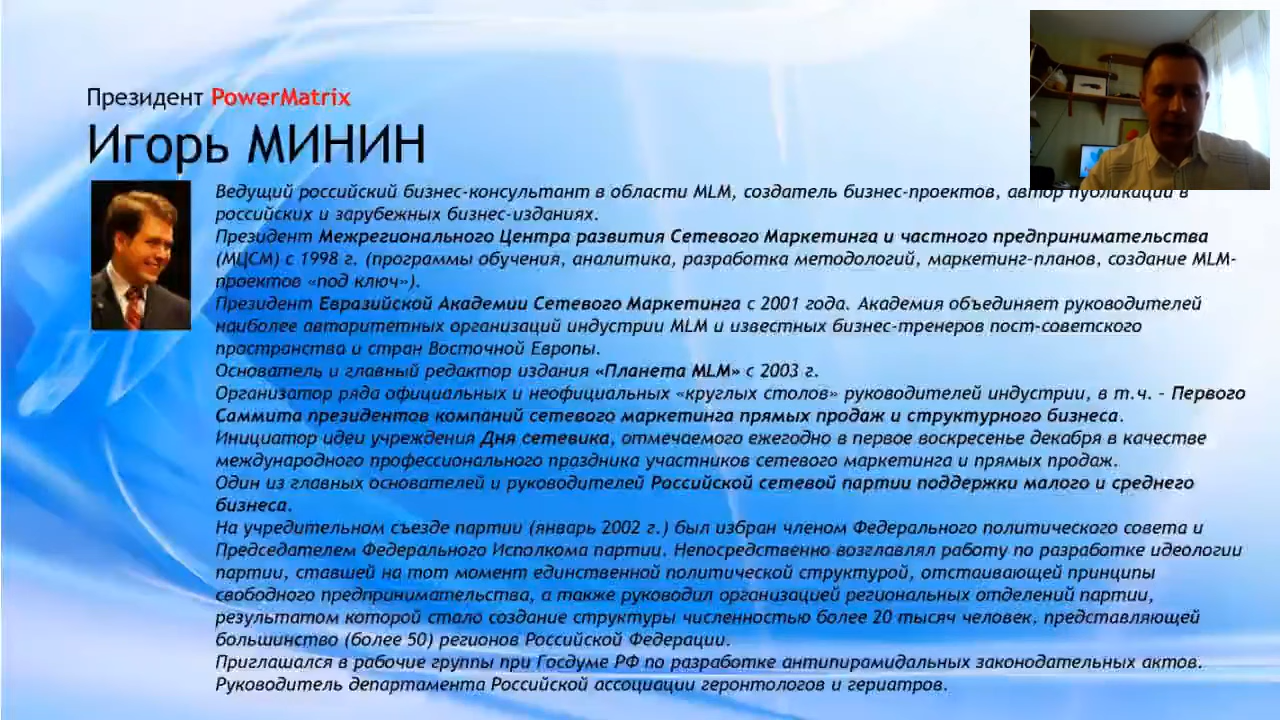 Президент PowerMatrix
Игорь МИНИН
Ведущий российский бизнес-консультант в области MLM, создатель бизнес-проектов, автор публикаций в
российских и зарубежных бизнес-изданиях.
Президент Межрегионального Центра развития Сетевого Маркетинга и частного предпринимательства
(МЦСМ) с 1998 г. (программы обучения, аналитика, разработка методологий, маркетинг-планов, создание MLM-
проектов «под ключ»).
Президент Евразийской Академии Сетевого Маркетинга с 2001 года. Академия объединяет руководителей
наиболее авторитетных организаций индустрии MLM и известных бизнес-тренеров пост-советского
пространства и стран Восточной Европы.
Основатель и главный редактор издания «Планета MLM» с 2003 г.
Организатор ряда официальных и неофициальных «круглых столов» руководителей индустрии, в т.ч. – Первого
Саммита президентов компаний сетевого маркетинга прямых продаж и структурного бизнеса.
Инициатор идеи учреждения Дня сетевика, отмечаемого ежегодно в первое воскресенье декабря в качестве
международного профессионального праздника участников сетевого маркетинга и прямых продаж.
Один из главных основателей и руководителей Российской сетевой партии поддержки малого и среднего
бизнеса.
На учредительном съезде партии (январь 2002 г.) был избран членом Федерального политического совета и
Председателем Федерального Исполкома партии. Непосредственно возглавлял работу по разработке идеологии
партии, ставшей на тот момент единственной политической структурой, отстаивающей принципы
свободного предпринимательства, а также руководил организацией региональных отделений партии,
результатом которой стало создание структуры численностью более 20 тысяч человек, представляющей
большинство (более 50) регионов Российской Федерации.
Приглашался в рабочие группы при Госдуме РФ по разработке антипирамидальных законодательных актов.
Руководитель департамента Российской ассоциации геронтологов и гериатров.